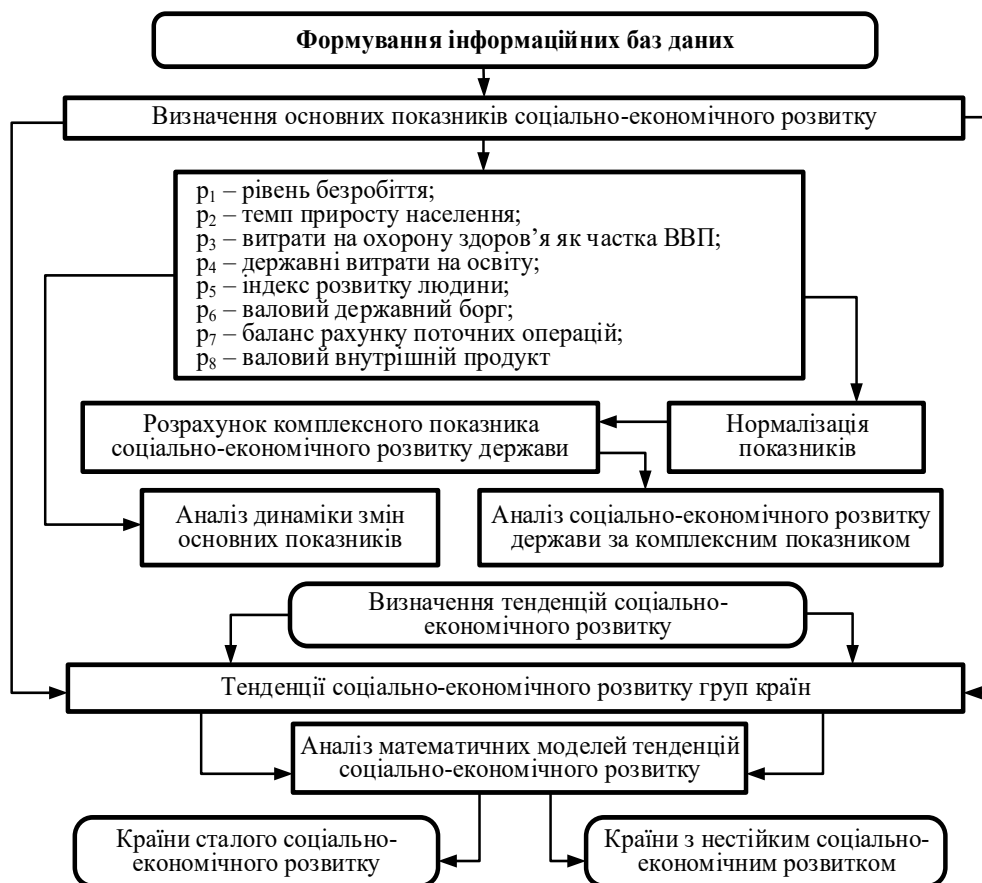 Формування інформаційних баз даних
Визначення основних показників соціально-економічного розвитку
p₁ – рівень безробіття;
p₂ – темп приросту населення;
p₃ – витрати на охорону здоров’я як частка ВВП;
p₄ – державні витрати на освіту;
p₅ – індекс розвитку людини;
p₆ – валовий державний борг;
p₇ – баланс рахунку поточних операцій;
p₈ – валовий внутрішній продукт
Розрахунок комплексного показника
соціально-економічного розвитку держави
Нормалізація
показників
Аналіз динаміки змін
основних показників
Аналіз соціально-економічного розвитку
держави за комплексним показником
Визначення тенденцій соціально-
економічного розвитку
Тенденції соціально-економічного розвитку груп країн
Аналіз математичних моделей тенденцій
соціально-економічного розвитку
Країни сталого соціально-
економічного розвитку
Країни з нестійким соціально-
економічним розвитком